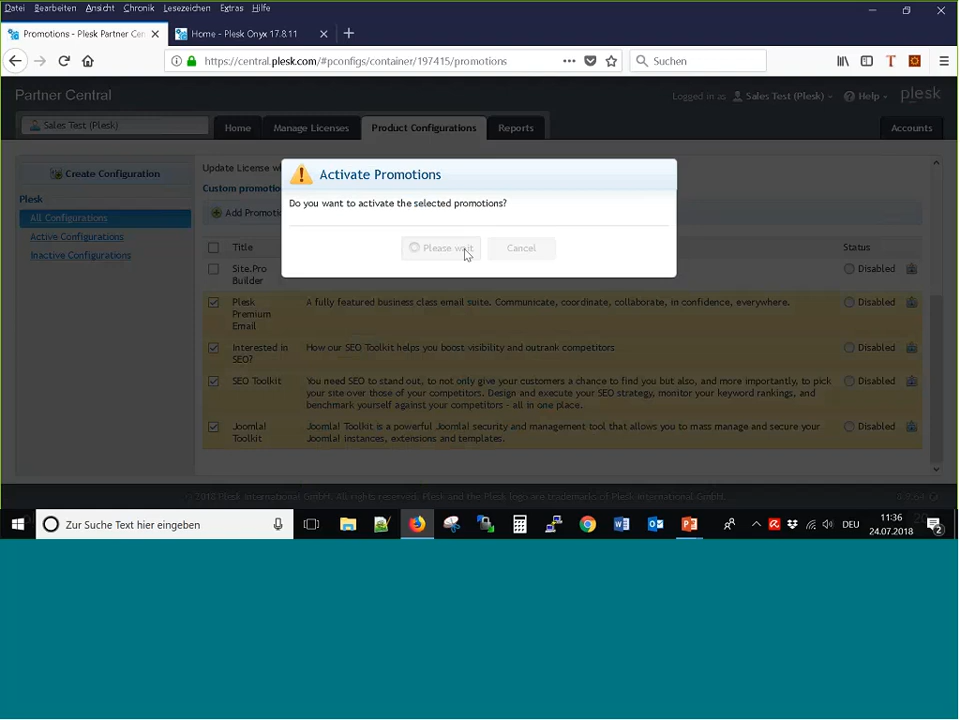 Datei Bearbeiten Ansicht Chronik Lesezeichen Extras Hilfe
Promotions - Plesk Partner Cen
Home - Plesk Onyx 17.8.11
https://central.plesk.com/#pconfigs/container/197415/promotions
Suchen
Partner Central
Logged in as Sales Test (Plesk) Help plesk
Sales Test (Plesk)
Home Manage Licenses Product Configurations Reports Accounts
Create Configuration
Plesk
All Configurations
Active Configurations
Inactive Configurations
Update License
Custom promotio
Add Promotio
Activate Promotions
Do you want to activate the selected promotions?
Please wait Cancel
Title Status
Site.Pro
Builder
Disabled
Plesk
Premium
Email
A fully featured business class email suite. Communicate, coordinate, collaborate, in confidence, everywhere.
Disabled
Interested in
SEO?
How our SEO Toolkit helps you boost visibility and outrank competitors
Disabled
SEO Toolkit
You need SEO to stand out, to not only give your customers a chance to find you but also, and more importantly, to pick
your site over those of your competitors. Design and execute your SEO strategy, monitor your keyword rankings, and
benchmark yourself against your competitors - all in one place.
Disabled
Joomla!
Toolkit
Joomla! Toolkit is a powerful Joomla! security and management tool that allows you to mass manage and secure your
Joomla! instances, extensions and templates.
Disabled
© 2018 Plesk International GmbH. All rights reserved. Plesk and the Plesk logo are trademarks of Plesk International GmbH.
Zur Suche Text hier eingeben
DEU
11:36
24.07.2018
2